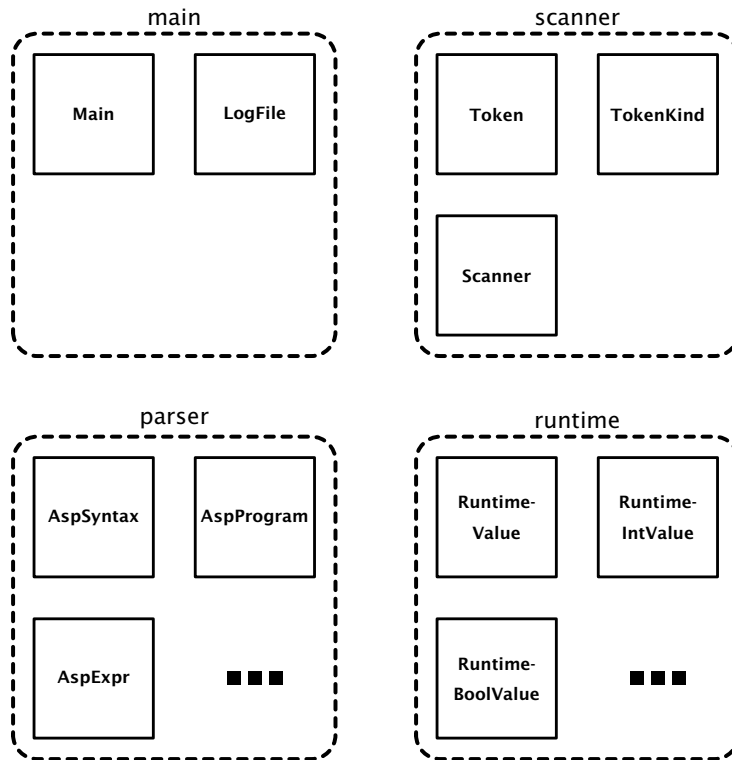 main
scanner
Main
LogFile
Token
TokenKind
Scanner
parser
runtime
AspSyntax
AspProgram
Runtime-
Value
Runtime-
IntValue
AspExpr
Runtime-
BoolValue